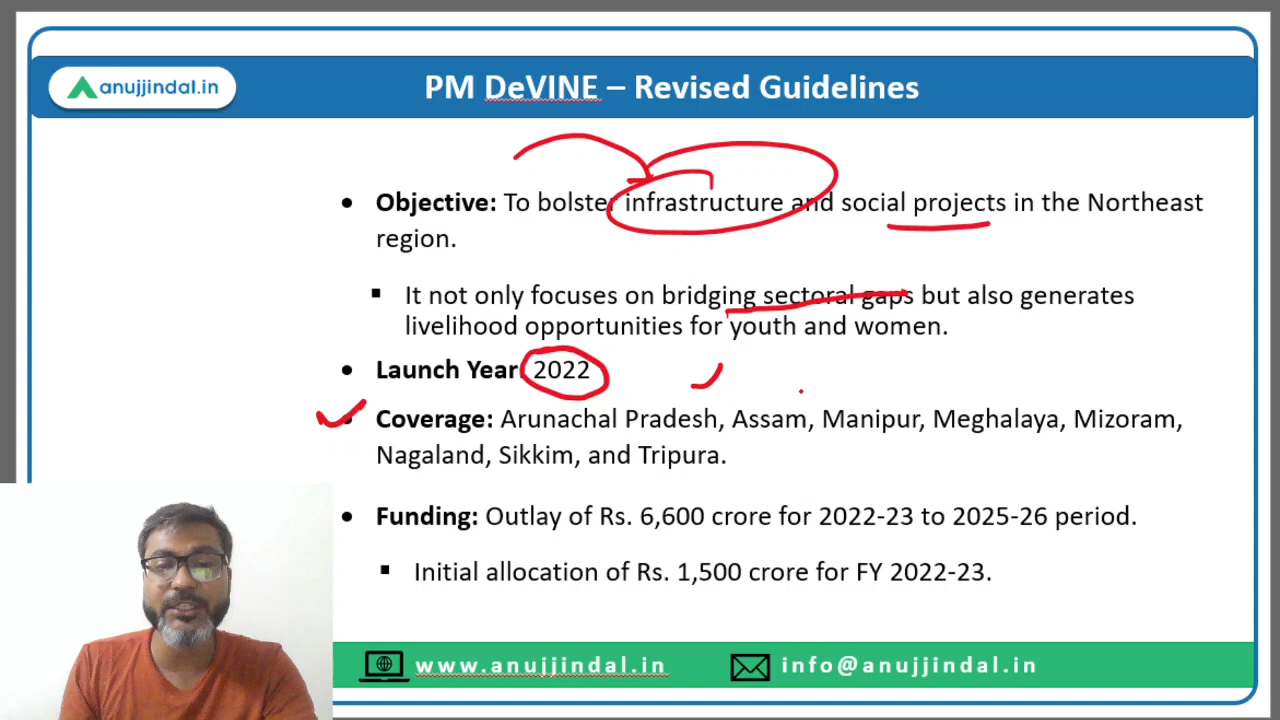 anujjindal.in
PM DeVINE – Revised Guidelines
• Objective: To bolster infrastructure and social projects in the Northeast
region.
▪ It not only focuses on bridging sectoral gaps but also generates
livelihood opportunities for youth and women.
• Launch Year: 2022
• Coverage: Arunachal Pradesh, Assam, Manipur, Meghalaya, Mizoram,
Nagaland, Sikkim, and Tripura.
• Funding: Outlay of Rs. 6,600 crore for 2022-23 to 2025-26 period.
▪ Initial allocation of Rs. 1,500 crore for FY 2022-23.
www.anujjindal.in info@anujjindal.in